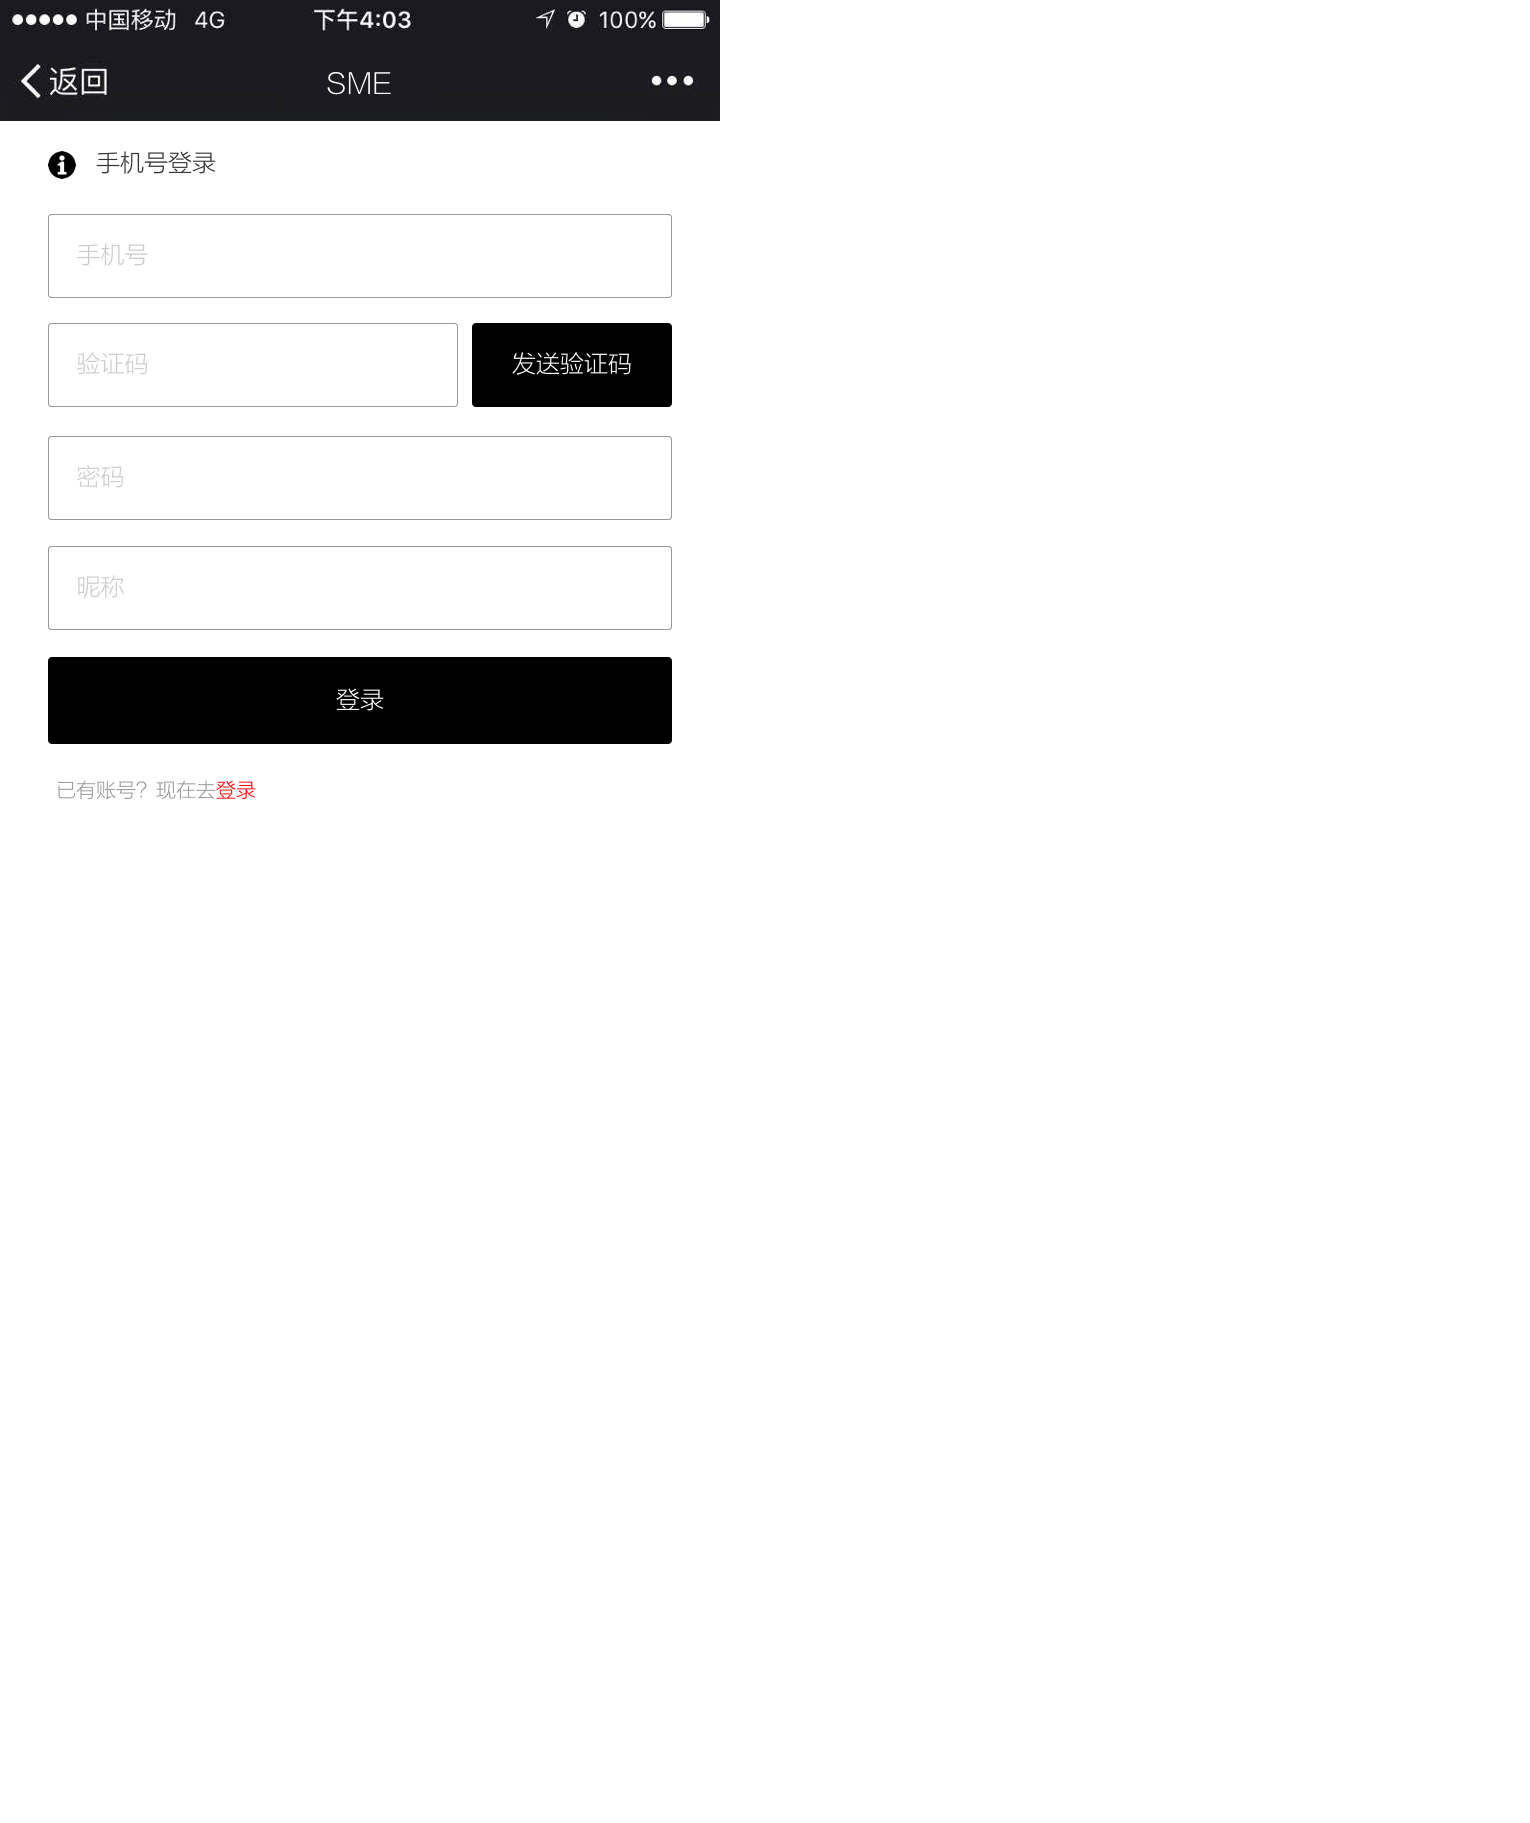 中国移动 4G 下午4:03 100%
返回 SME
手机号登录
手机号
验证码 发送验证码
密码
昵称
登录
已有账号？现在去登录